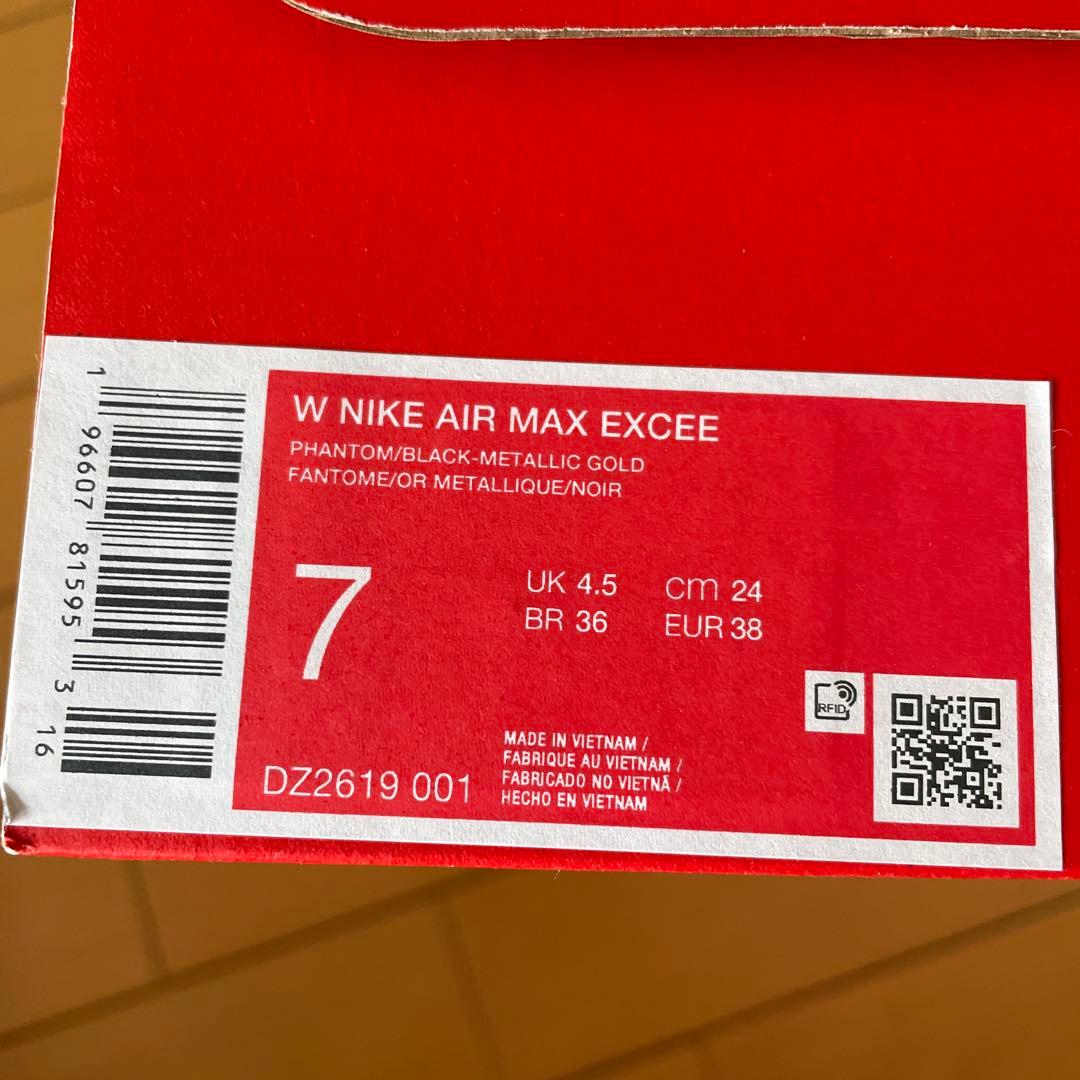 1 96607 81595 3 16
W NIKE AIR MAX EXCEE
PHANTOM/BLACK-METALLIC GOLD
FANTOME/OR METALLIQUE/NOIR
7
UK 4.5 cm 24
BR 36 EUR 38
RFID
MADE IN VIETNAM /
FABRIQUE AU VIETNAM /
FABRICADO NO VIETNÃ /
HECHO EN VIETNAM
DZ2619 001